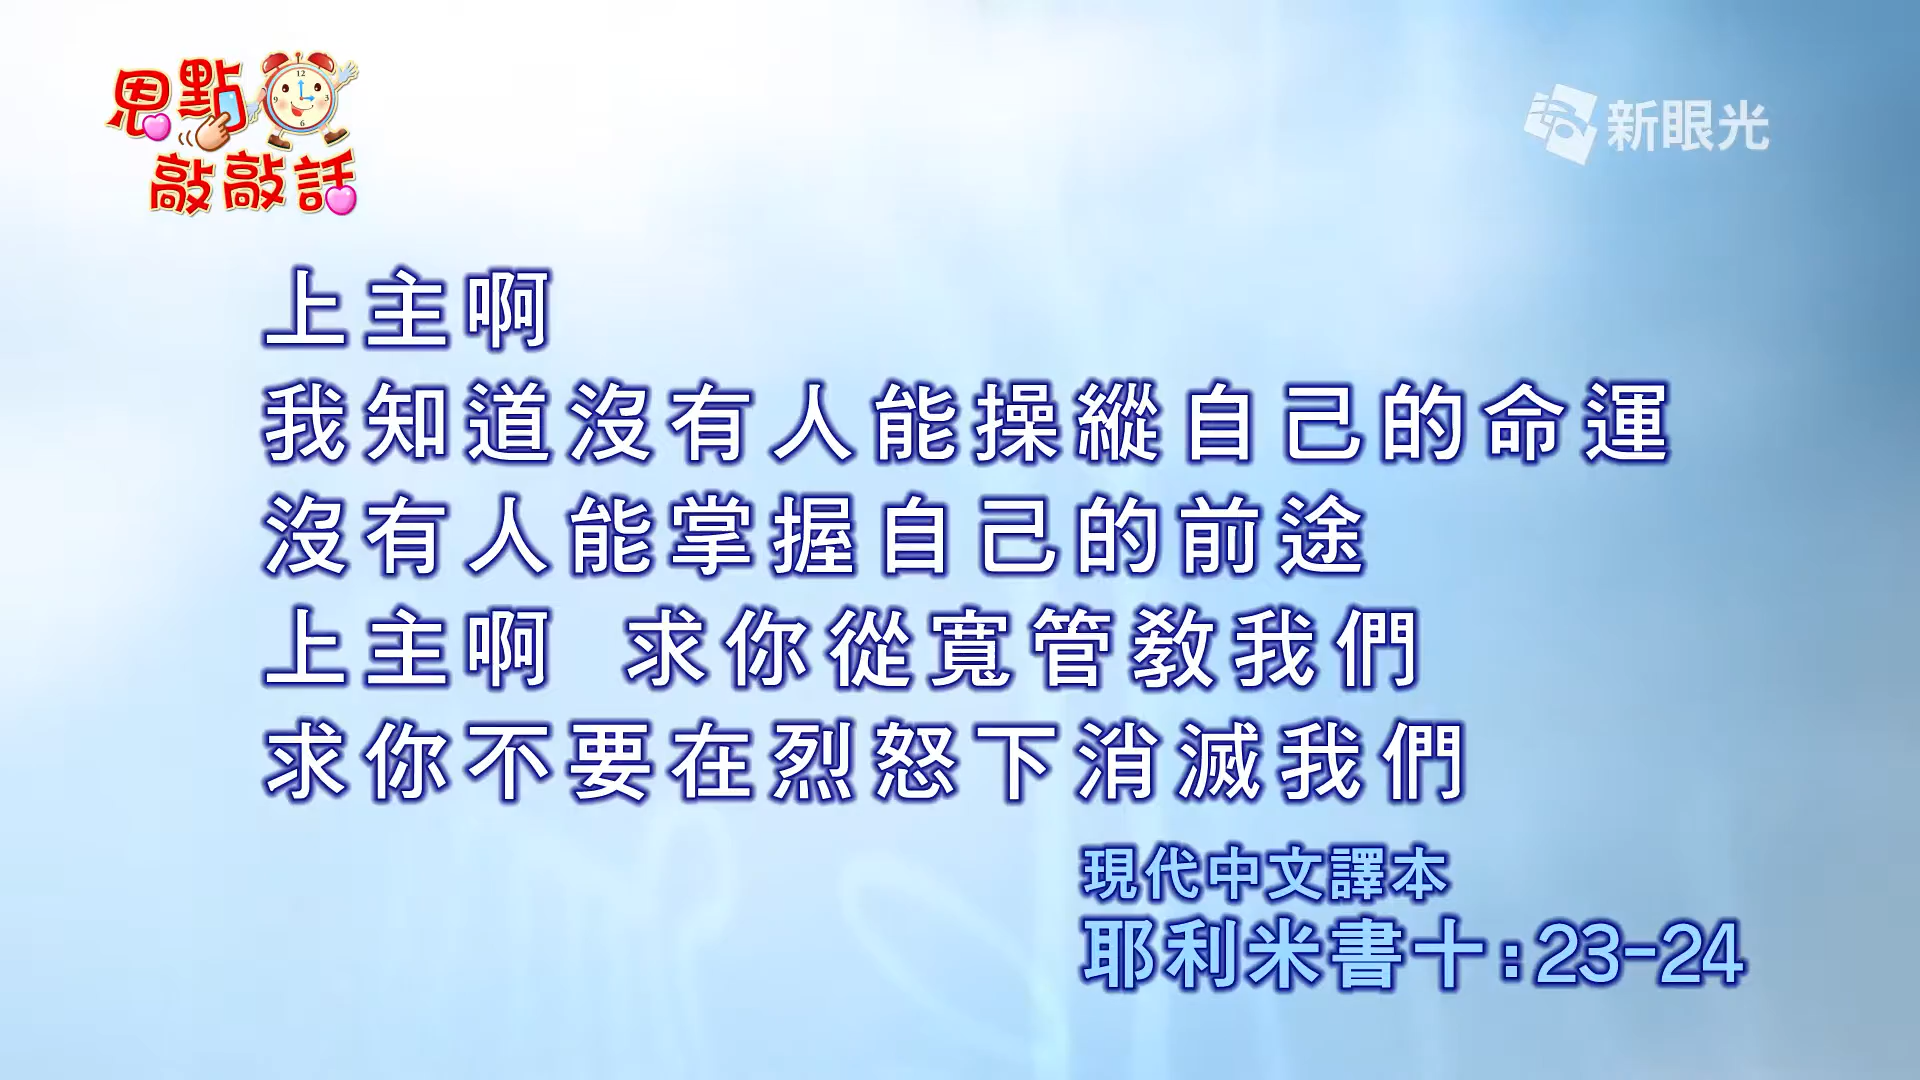 恩點
敲敲話
新眼光
上主啊
我知道沒有人能操縱自己的命運
沒有人能掌握自己的前途
上主啊 求你從寬管教我們
求你不要在烈怒下消滅我們
現代中文譯本
耶利米書十:23-24